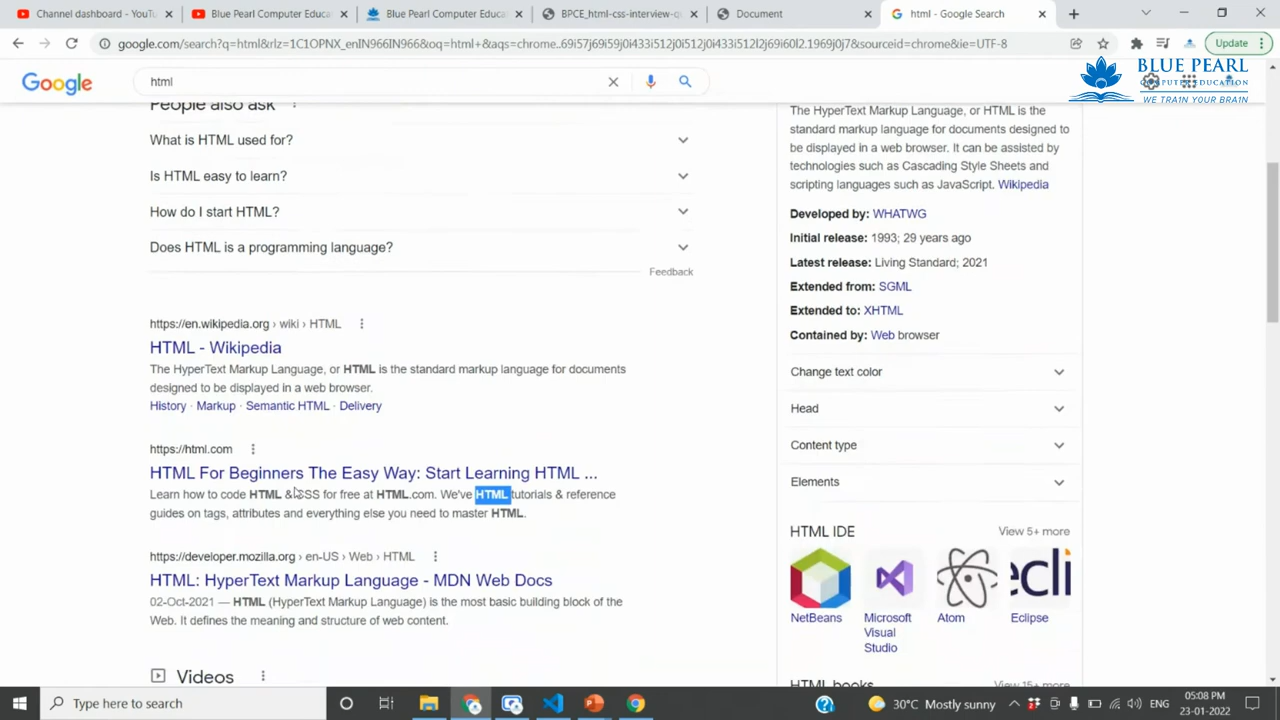 Channel dashboard - YouTu
Blue Pearl Computer Educa
Blue Pearl Computer Educa
BPCE_html-css-interview-q
Document
html - Google Search
google.com/search?q=html&rlz=1C1OPNX_enIN966IN966&oq=html+&aqs=chrome..69i57j69i59j0i433i512j0i512j0i433i512l2j69i60l2.1969j0j7&sourceid=chrome&ie=UTF-8
Update
Google
html
BLUE PEARL
COMPUTER EDUCATION
WE TRAIN YOUR BRAIN
People also ask
What is HTML used for?
Is HTML easy to learn?
How do I start HTML?
Does HTML is a programming language?
Feedback
https://en.wikipedia.org › wiki › HTML
HTML - Wikipedia
The HyperText Markup Language, or HTML is the standard markup language for documents
designed to be displayed in a web browser.
History · Markup · Semantic HTML · Delivery
https://html.com
HTML For Beginners The Easy Way: Start Learning HTML ...
Learn how to code HTML & CSS for free at HTML.com. We've HTML tutorials & reference
guides on tags, attributes and everything else you need to master HTML.
https://developer.mozilla.org › en-US › Web › HTML
HTML: HyperText Markup Language - MDN Web Docs
02-Oct-2021 — HTML (HyperText Markup Language) is the most basic building block of the
Web. It defines the meaning and structure of web content.
Videos
The HyperText Markup Language, or HTML is the
standard markup language for documents designed to
be displayed in a web browser. It can be assisted by
technologies such as Cascading Style Sheets and
scripting languages such as JavaScript. Wikipedia
Developed by: WHATWG
Initial release: 1993; 29 years ago
Latest release: Living Standard; 2021
Extended from: SGML
Extended to: XHTML
Contained by: Web browser
Change text color
Head
Content type
Elements
HTML IDE
View 5+ more
ecli
NetBeans
Microsoft
Visual
Studio
Atom
Eclipse
HTML books
View 15+ more
Type here to search
30°C Mostly sunny
ENG
05:08 PM
23-01-2022